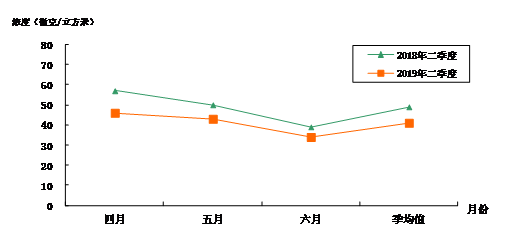 浓度（微克/立方米）
80
70
60
50
40
30
20
10
0
2018年二季度
2019年二季度
四月
五月
六月
季均值
月份